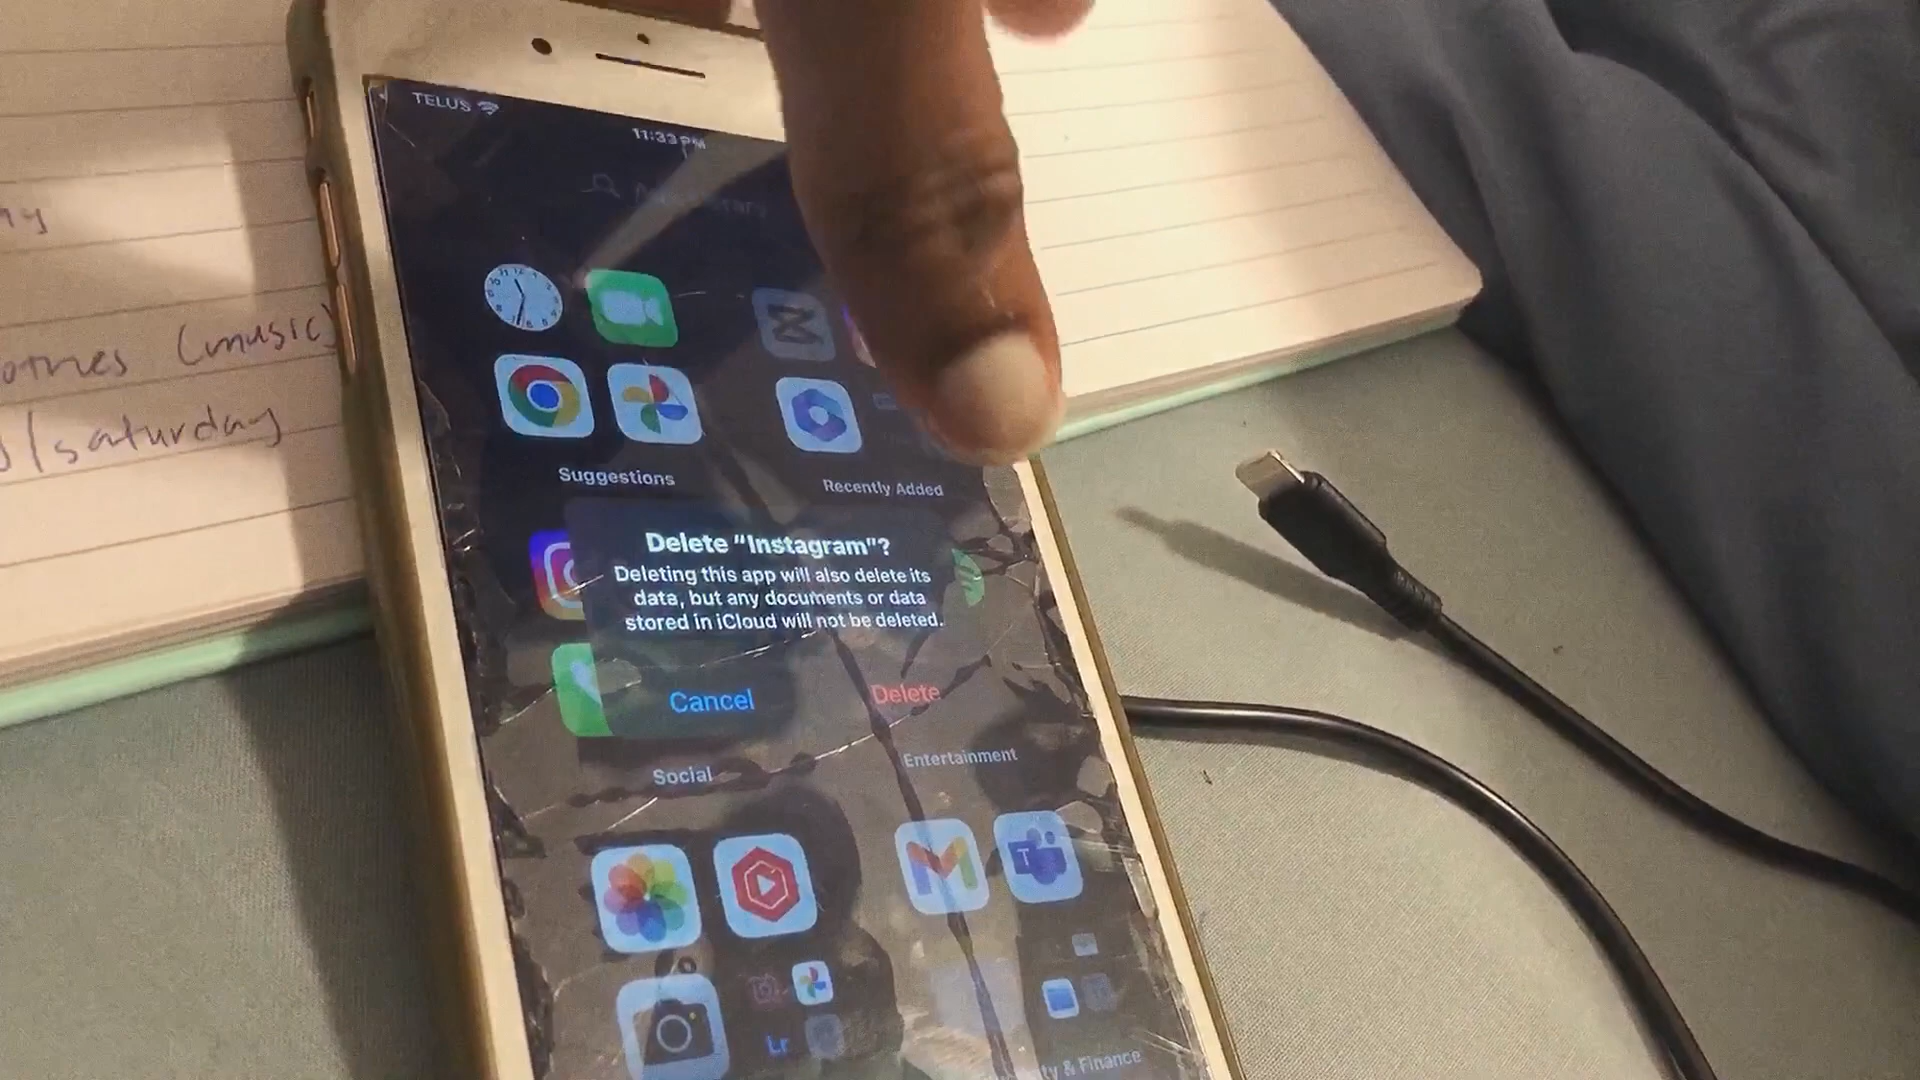 TELUS
11:33 PM
(music)
/saturday
Suggestions
Recently Added
Delete “Instagram”?
Deleting this app will also delete its
data, but any documents or data
stored in iCloud will not be deleted.
Cancel
Delete
Social
Entertainment
Lr
& Finance